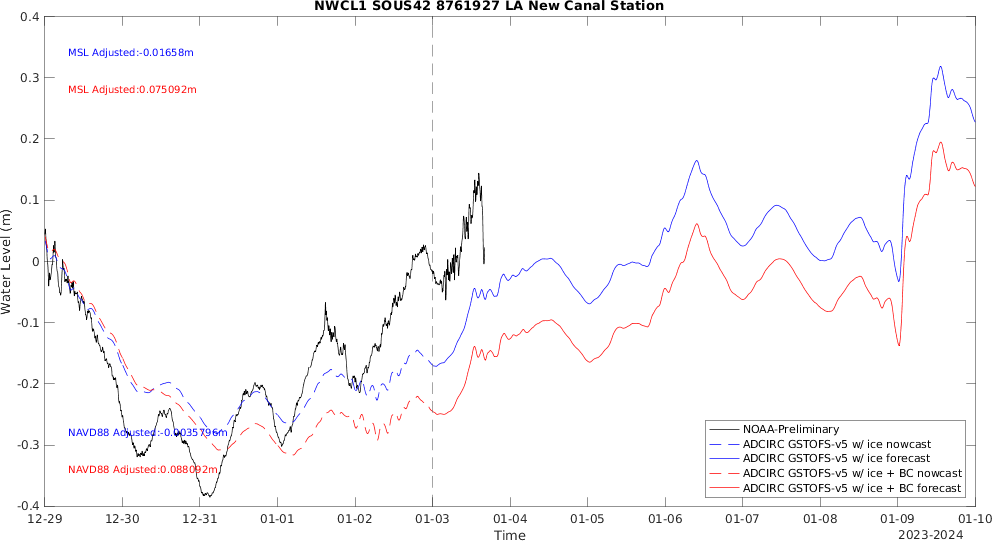 NWCL1 SOUS42 8761927 LA New Canal Station
0.4
0.3
0.2
0.1
0
-0.1
-0.2
-0.3
-0.4
Water Level (m)
MSL Adjusted:-0.01658m
MSL Adjusted:0.075092m
NAVD88 Adjusted:-0.0035796m
NAVD88 Adjusted:0.088092m
NOAA-Preliminary
ADCIRC GSTOFS-v5 w/ ice nowcast
ADCIRC GSTOFS-v5 w/ ice forecast
ADCIRC GSTOFS-v5 w/ ice + BC nowcast
ADCIRC GSTOFS-v5 w/ ice + BC forecast
12-29 12-30 12-31 01-01 01-02 01-03 01-04 01-05 01-06 01-07 01-08 01-09 01-10
Time
2023-2024